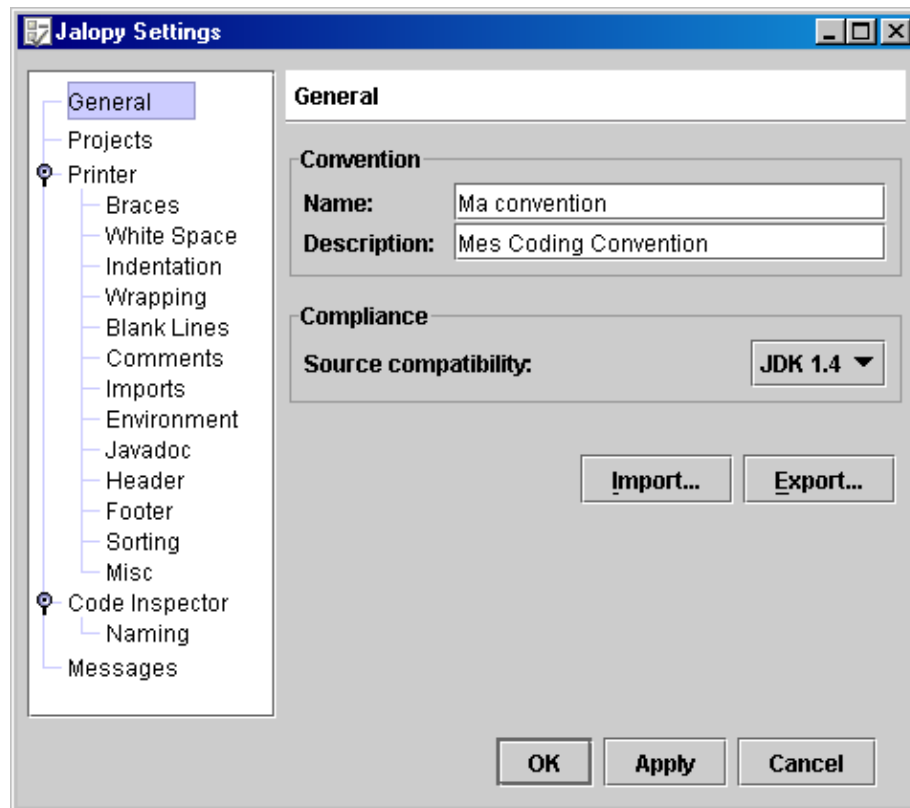 Jalopy Settings
General
Projects
Printer
Braces
White Space
Indentation
Wrapping
Blank Lines
Comments
Imports
Environment
Javadoc
Header
Footer
Sorting
Misc
Code Inspector
Naming
Messages
General
Convention
Name: Ma convention
Description: Mes Coding Convention
Compliance
Source compatibility: JDK 1.4
Import... Export...
OK Apply Cancel